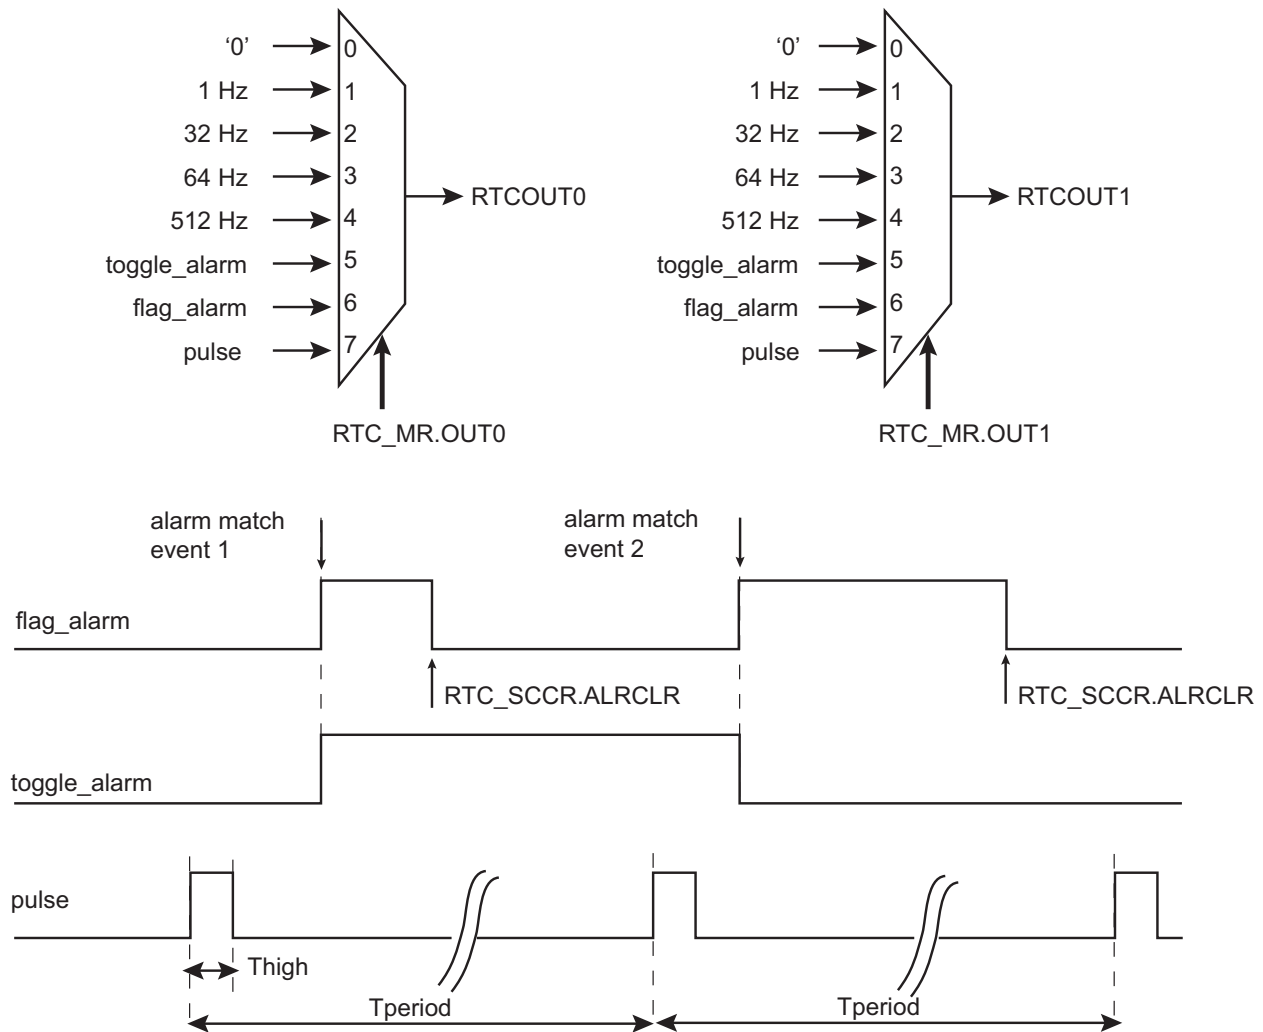 ‘0’
0
1 Hz
1
32 Hz
2
64 Hz
3
RTCOUT0
512 Hz
4
toggle_alarm
5
flag_alarm
6
pulse
7
RTC_MR.OUT0
‘0’
0
1 Hz
1
32 Hz
2
64 Hz
3
RTCOUT1
512 Hz
4
toggle_alarm
5
flag_alarm
6
pulse
7
RTC_MR.OUT1
alarm match
event 1
alarm match
event 2
flag_alarm
RTC_SCCR.ALRCLR
RTC_SCCR.ALRCLR
toggle_alarm
pulse
Thigh
Tperiod
Tperiod